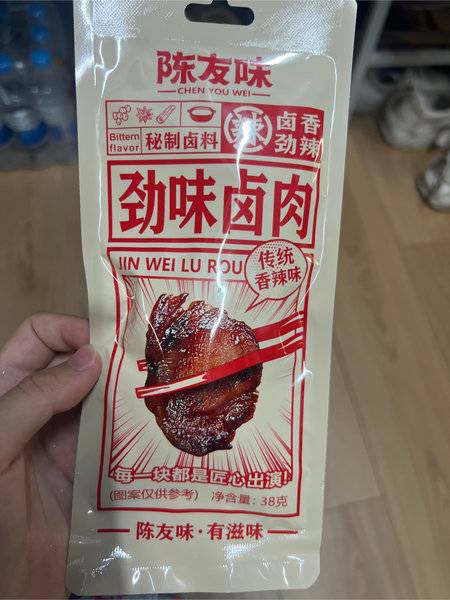 陈友味
CHEN YOU WEI
Bittern
flavor
秘制卤料
辣
卤香
劲辣
劲味卤肉
JIN WEI LU ROU
传统
香辣味
每一块都是匠心出演!
(图案仅供参考) 净含量:38克
陈友味·有滋味